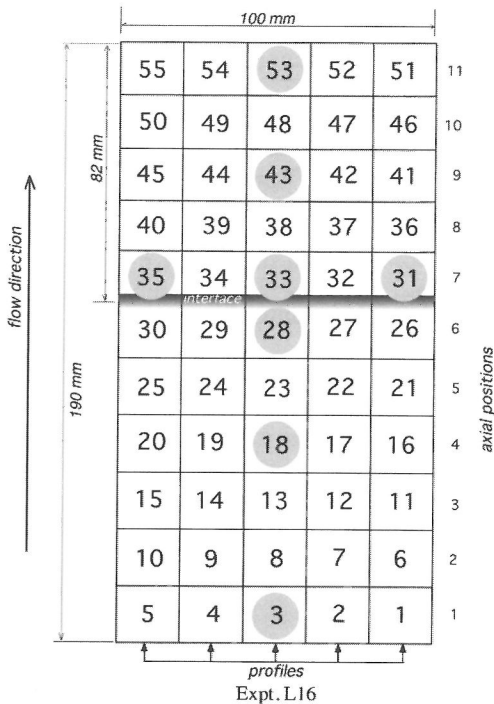 100 mm
55 54 53 52 51 11
50 49 48 47 46 10
82 mm
45 44 43 42 41 9
40 39 38 37 36 8
flow direction
35 34 33 32 31 7
interface
30 29 28 27 26 6
190 mm
25 24 23 22 21 5
axial positions
20 19 18 17 16 4
15 14 13 12 11 3
10 9 8 7 6 2
5 4 3 2 1 1
profiles
Expt. L16